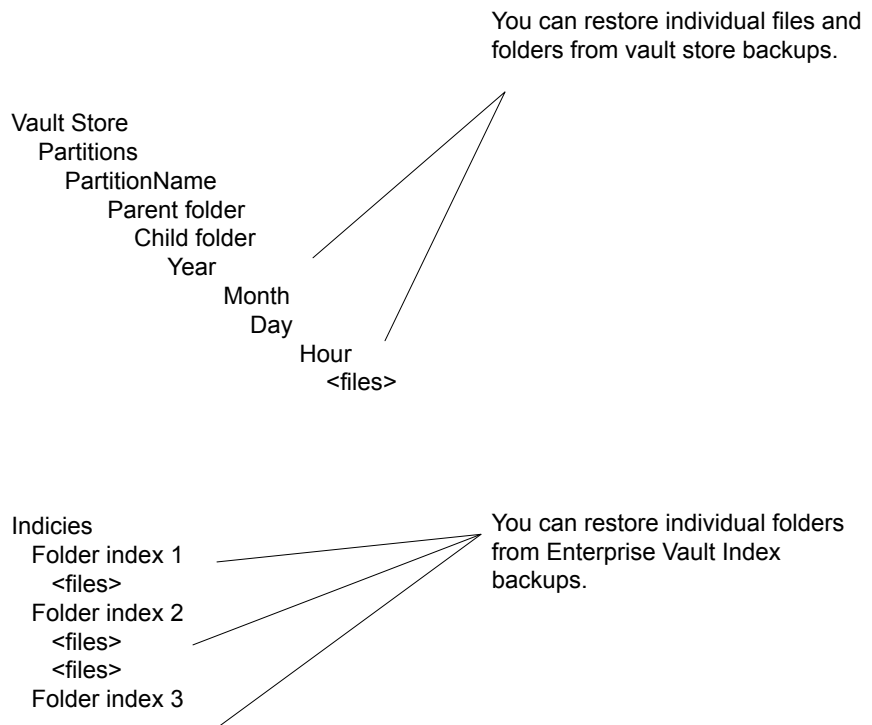 You can restore individual files and
folders from vault store backups.
Vault Store
Partitions
PartitionName
Parent folder
Child folder
Year
Month
Day
Hour
<files>
Indicies
Folder index 1
<files>
Folder index 2
<files>
<files>
Folder index 3
You can restore individual folders
from Enterprise Vault Index
backups.